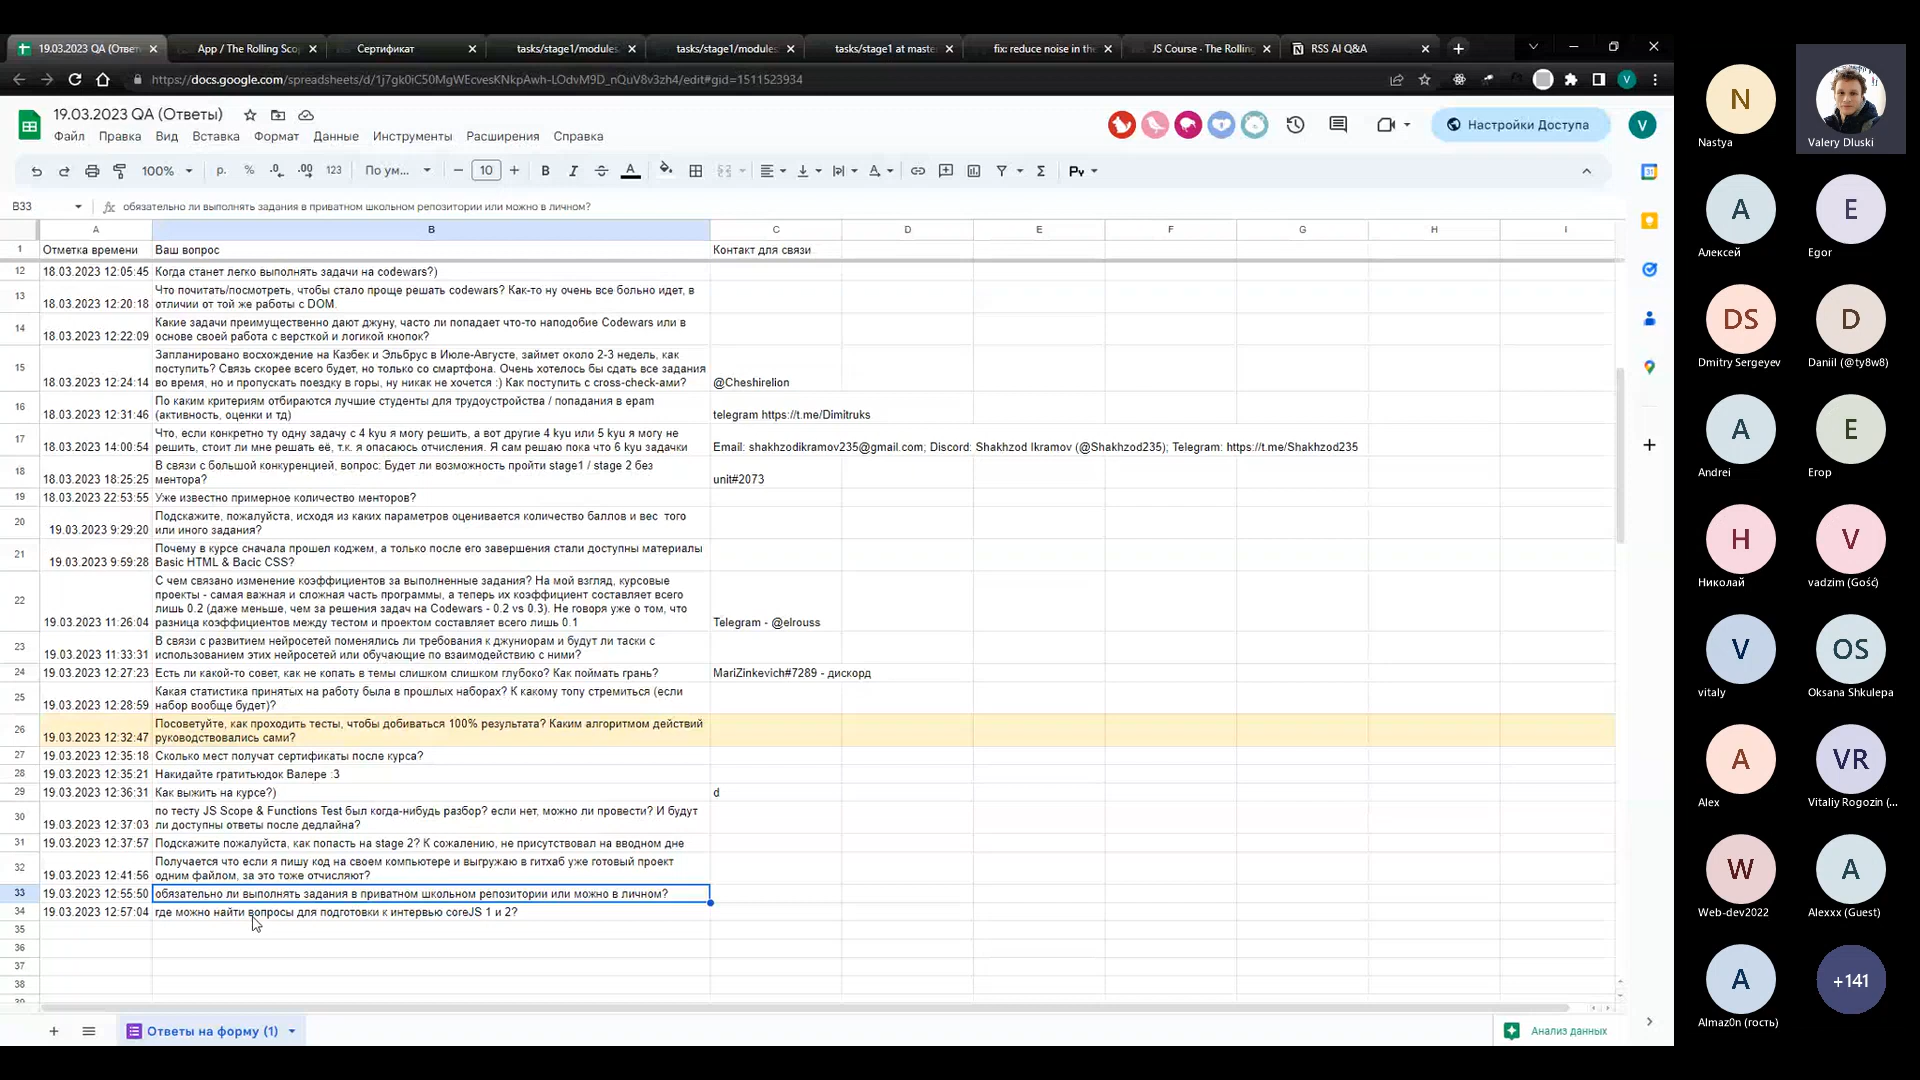 19.03.2023 QA (Ответ
App / The Rolling Sco
Сертификат
tasks/stage1/modules
tasks/stage1/modules
tasks/stage1 at maste
fix: reduce noise in the
JS Course · The Rolling
RSS AI Q&A
https://docs.google.com/spreadsheets/d/1j7gk0iC50MgWEcvesKNkpAwh-LOdvM9D_nQuV8v3zh4/edit#gid=1511523934
19.03.2023 QA (Ответы)
Файл Правка Вид Вставка Формат Данные Инструменты Расширения Справка
Настройки Доступа
V
100% р. % .0 .00 123 По ум... 10
B33
обязательно ли выполнять задания в приватном школьном репозитории или можно в личном?
A B C D E F G H I
1 Отметка времени Ваш вопрос Контакт для связи
12 18.03.2023 12:05:45 Когда станет легко выполнять задачи на codewars?)
13 18.03.2023 12:20:18 Что почитать/посмотреть, чтобы стало проще решать codewars? Как-то ну очень все больно идет, в
отличии от той же работы с DOM.
14 18.03.2023 12:22:09 Какие задачи преимущественно дают джуну, часто ли попадает что-то наподобие Codewars или в
основе своей работа с версткой и логикой кнопок?
15 18.03.2023 12:24:14 Запланировано восхождение на Казбек и Эльбрус в Июле-Августе, займет около 2-3 недель, как
поступить? Связь скорее всего будет, но только со смартфона. Очень хотелось бы сдать все задания
во время, но и пропускать поездку в горы, ну никак не хочется :) Как поступить с cross-check-ами? @Cheshirelion
16 18.03.2023 12:31:46 По каким критериям отбираются лучшие студенты для трудоустройства / попадания в epam
(активность, оценки и тд) telegram https://t.me/Dimitruks
17 18.03.2023 14:00:54 Что, если конкретно ту одну задачу с 4 kyu я могу решить, а вот другие 4 kyu или 5 kyu я могу не
решить, стоит ли мне решать её, т.к. я опасаюсь отчисления. Я сам решаю пока что 6 kyu задачки Email: shakhzodikramov235@gmail.com; Discord: Shakhzod Ikramov (@Shakhzod235); Telegram: https://t.me/Shakhzod235
18 18.03.2023 18:25:25 В связи с большой конкуренцией, вопрос: Будет ли возможность пройти stage1 / stage 2 без
ментора? unit#2073
19 18.03.2023 22:53:55 Уже известно примерное количество менторов?
20 19.03.2023 9:29:20 Подскажите, пожалуйста, исходя из каких параметров оценивается количество баллов и вес того
или иного задания?
21 19.03.2023 9:59:28 Почему в курсе сначала прошел коджем, а только после его завершения стали доступны материалы
Basic HTML & Bacic CSS?
22 19.03.2023 11:26:04 С чем связано изменение коэффициентов за выполненные задания? На мой взгляд, курсовые
проекты - самая важная и сложная часть программы, а теперь их коэффициент составляет всего
лишь 0.2 (даже меньше, чем за решения задач на Codewars - 0.2 vs 0.3). Не говоря уже о том, что
разница коэффициентов между тестом и проектом составляет всего лишь 0.1 Telegram - @elrouss
23 19.03.2023 11:33:31 В связи с развитием нейросетей поменялись ли требования к джуниорам и будут ли таски с
использованием этих нейросетей или обучающие по взаимодействию с ними?
24 19.03.2023 12:27:23 Есть ли какой-то совет, как не копать в темы слишком слишком глубоко? Как поймать грань? MariZinkevich#7289 - дискорд
25 19.03.2023 12:28:59 Какая статистика принятых на работу была в прошлых наборах? К какому топу стремиться (если
набор вообще будет)?
26 19.03.2023 12:32:47 Посоветуйте, как проходить тесты, чтобы добиваться 100% результата? Каким алгоритмом действий
руководствовались сами?
27 19.03.2023 12:35:18 Сколько мест получат сертификаты после курса?
28 19.03.2023 12:35:21 Накидайте гратитьюдок Валере :3
29 19.03.2023 12:36:31 Как выжить на курсе?) d
30 19.03.2023 12:37:03 по тесту JS Scope & Functions Test был когда-нибудь разбор? если нет, можно ли провести? И будут
ли доступны ответы после дедлайна?
31 19.03.2023 12:37:57 Подскажите пожалуйста, как попасть на stage 2? К сожалению, не присутствовал на вводном дне
32 19.03.2023 12:41:56 Получается что если я пишу код на своем компьютере и выгружаю в гитхаб уже готовый проект
одним файлом, за это тоже отчисляют?
33 19.03.2023 12:55:50 обязательно ли выполнять задания в приватном школьном репозитории или можно в личном?
34 19.03.2023 12:57:04 где можно найти вопросы для подготовки к интервью coreJS 1 и 2?
35
36
37
38
39
Ответы на форму (1)
Анализ данных
N
Nastya
Valery Dluski
A
Алексей
E
Egor
DS
Dmitry Sergeyev
D
Daniil (@ty8w8)
A
Andrei
E
Егор
Н
Николай
V
vadzim (Gość)
V
vitaly
OS
Oksana Shkulepa
A
Alex
VR
Vitaliy Rogozin (...
W
Web-dev2022
A
Alexxx (Guest)
A
Almaz0n (гость)
+141